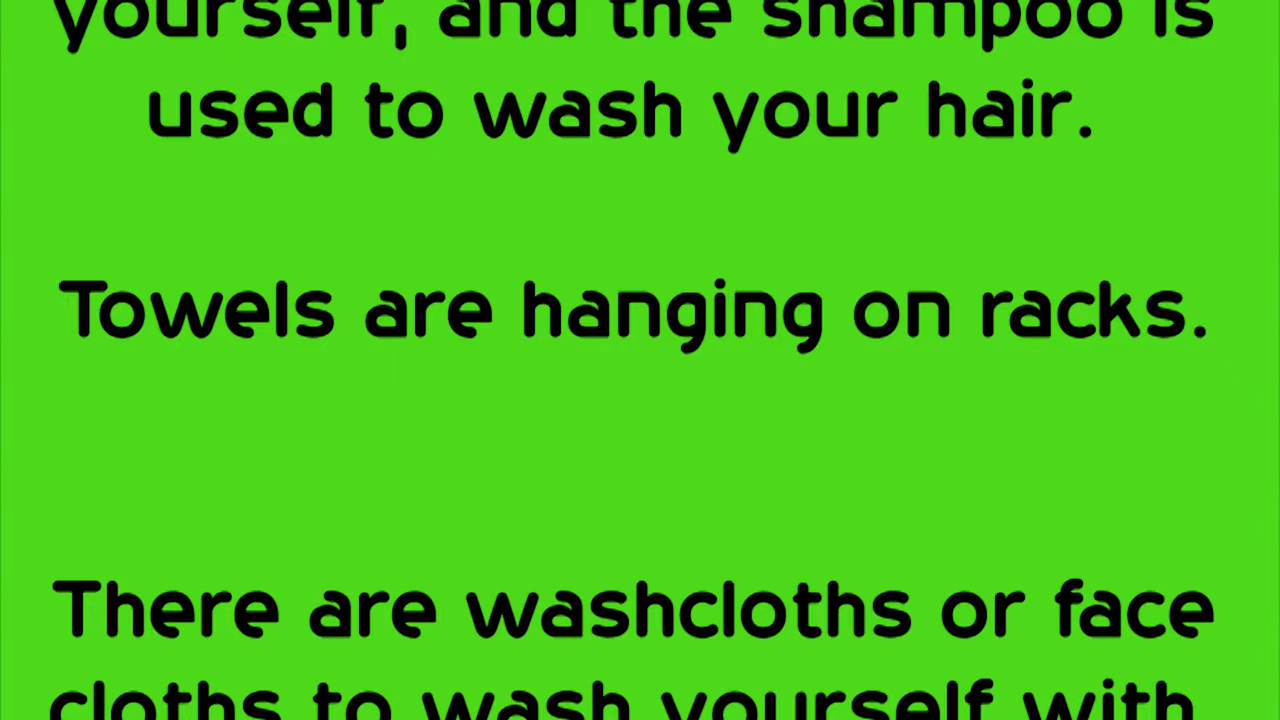 yourself, and the shampoo is
used to wash your hair.
Towels are hanging on racks.
There are washcloths or face
cloths to wash yourself with